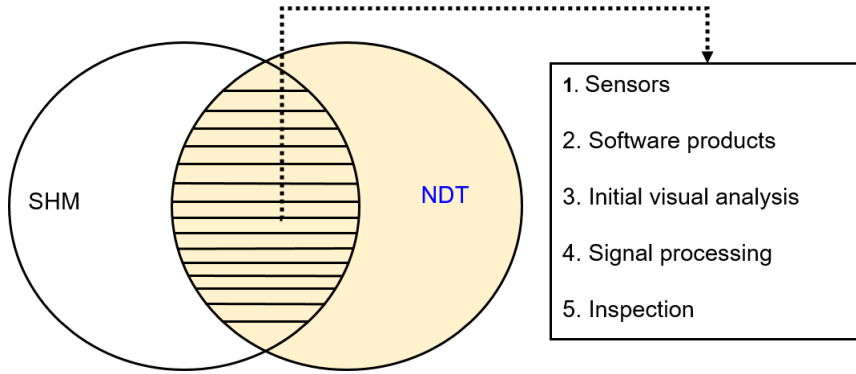 SHM
NDT
1. Sensors
2. Software products
3. Initial visual analysis
4. Signal processing
5. Inspection